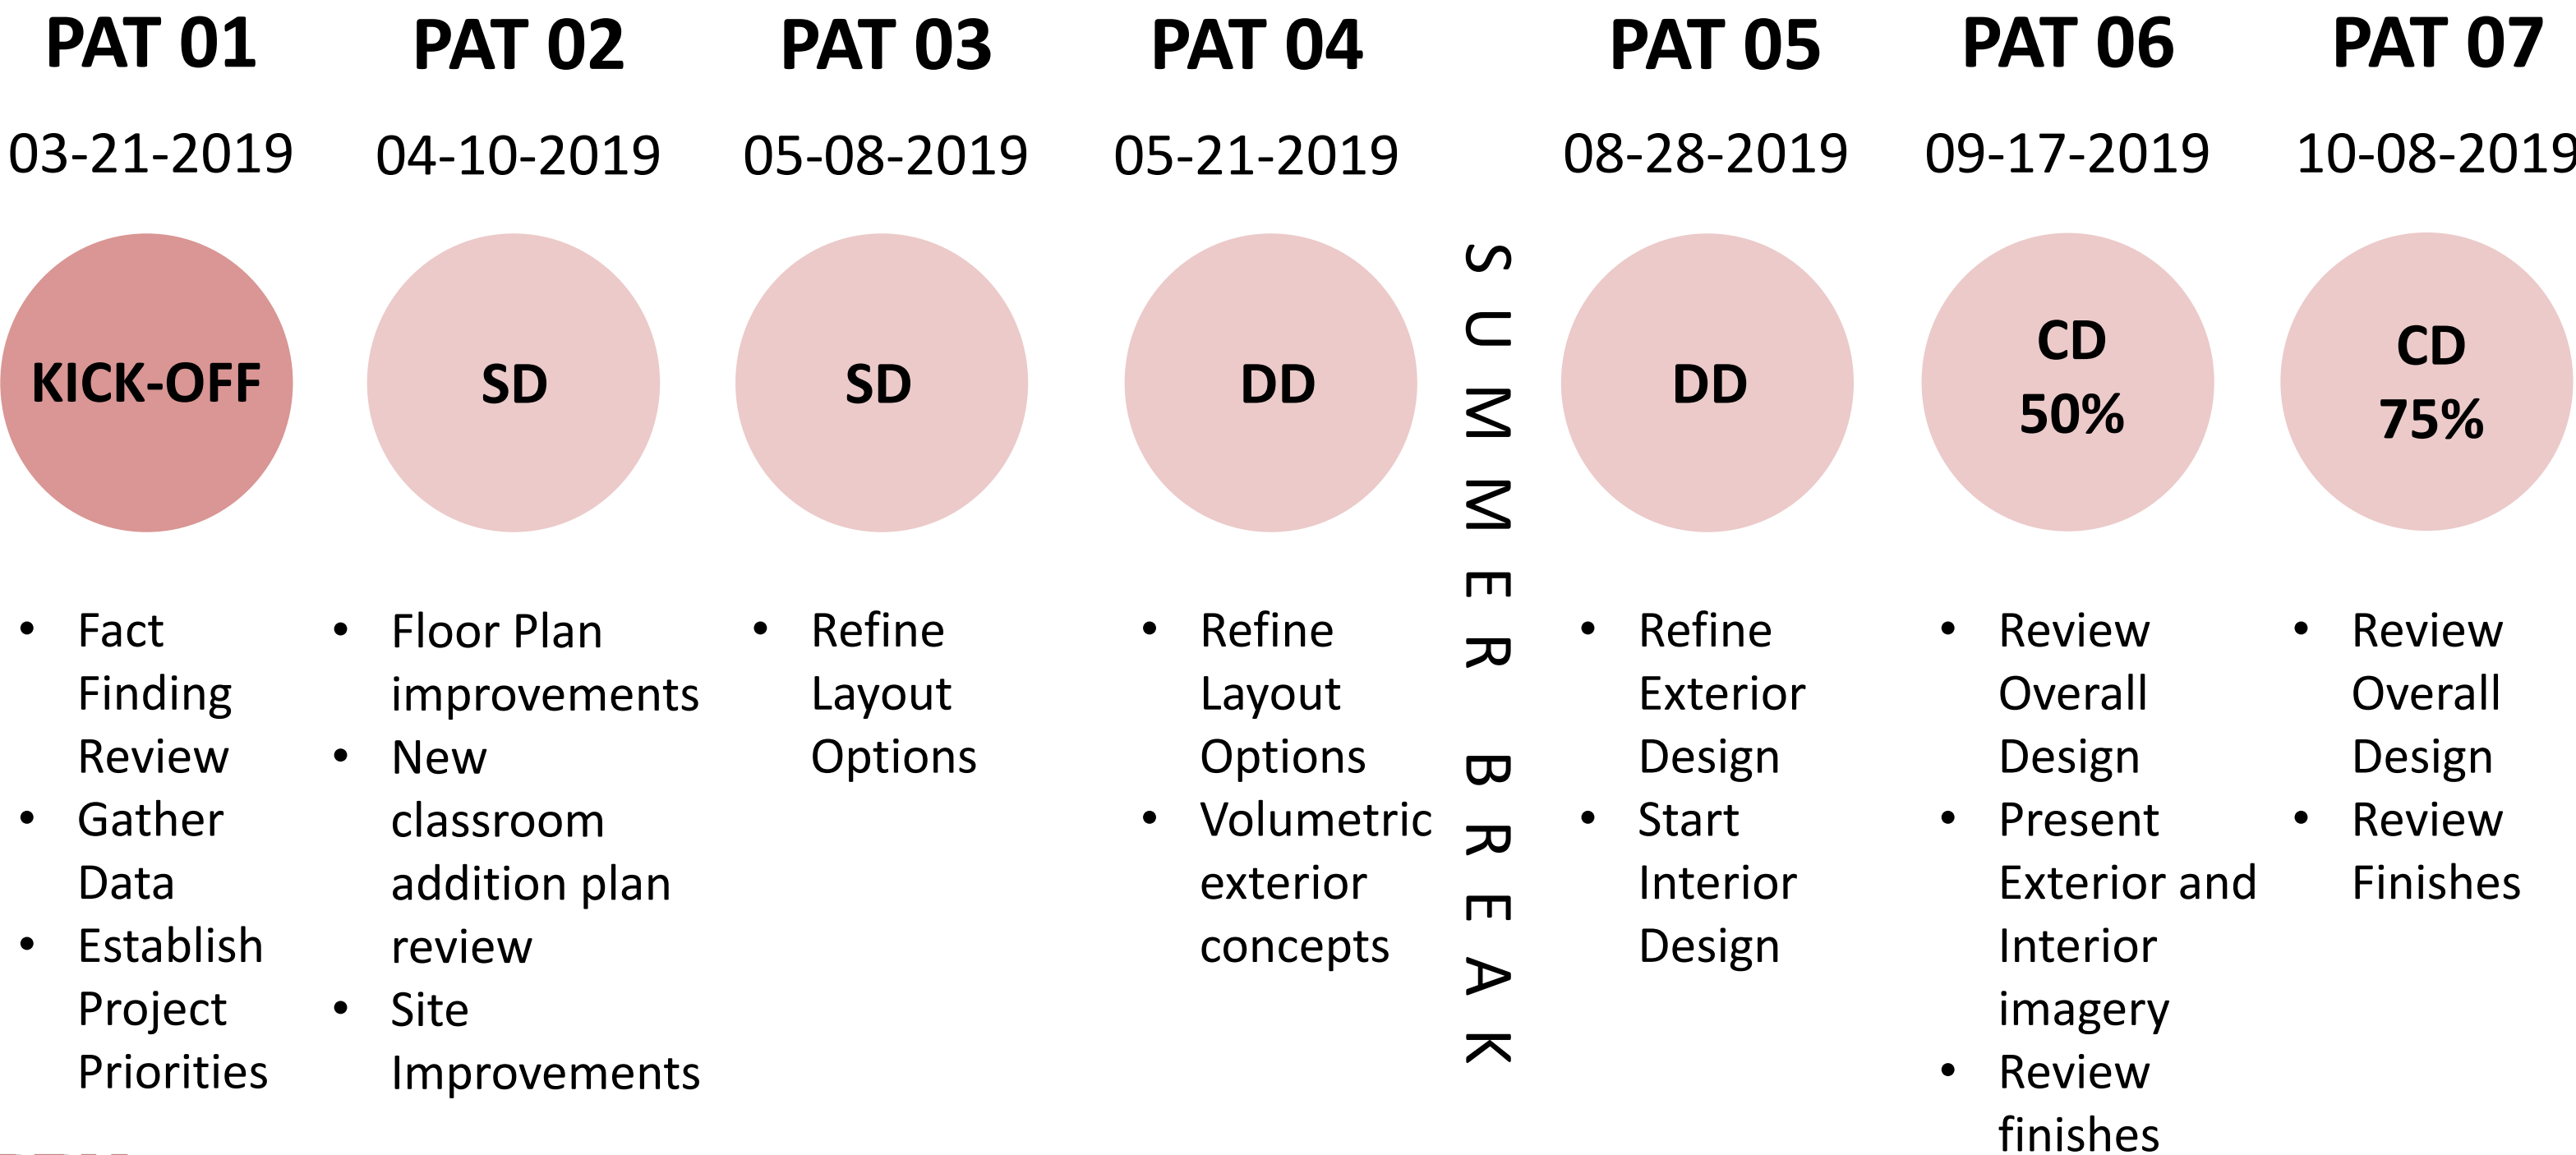 PAT 01
03-21-2019
KICK-OFF
• Fact
Finding
Review
• Gather
Data
• Establish
Project
Priorities
PAT 02
04-10-2019
SD
• Floor Plan
improvements
• New
classroom
addition plan
review
• Site
Improvements
PAT 03
05-08-2019
SD
• Refine
Layout
Options
PAT 04
05-21-2019
DD
• Refine
Layout
Options
• Volumetric
exterior
concepts
SUMMER BREAK
PAT 05
08-28-2019
DD
• Refine
Exterior
Design
• Start
Interior
Design
PAT 06
09-17-2019
CD
50%
• Review
Overall
Design
• Present
Exterior and
Interior
imagery
• Review
finishes
PAT 07
10-08-2019
CD
75%
• Review
Overall
Design
• Review
Finishes